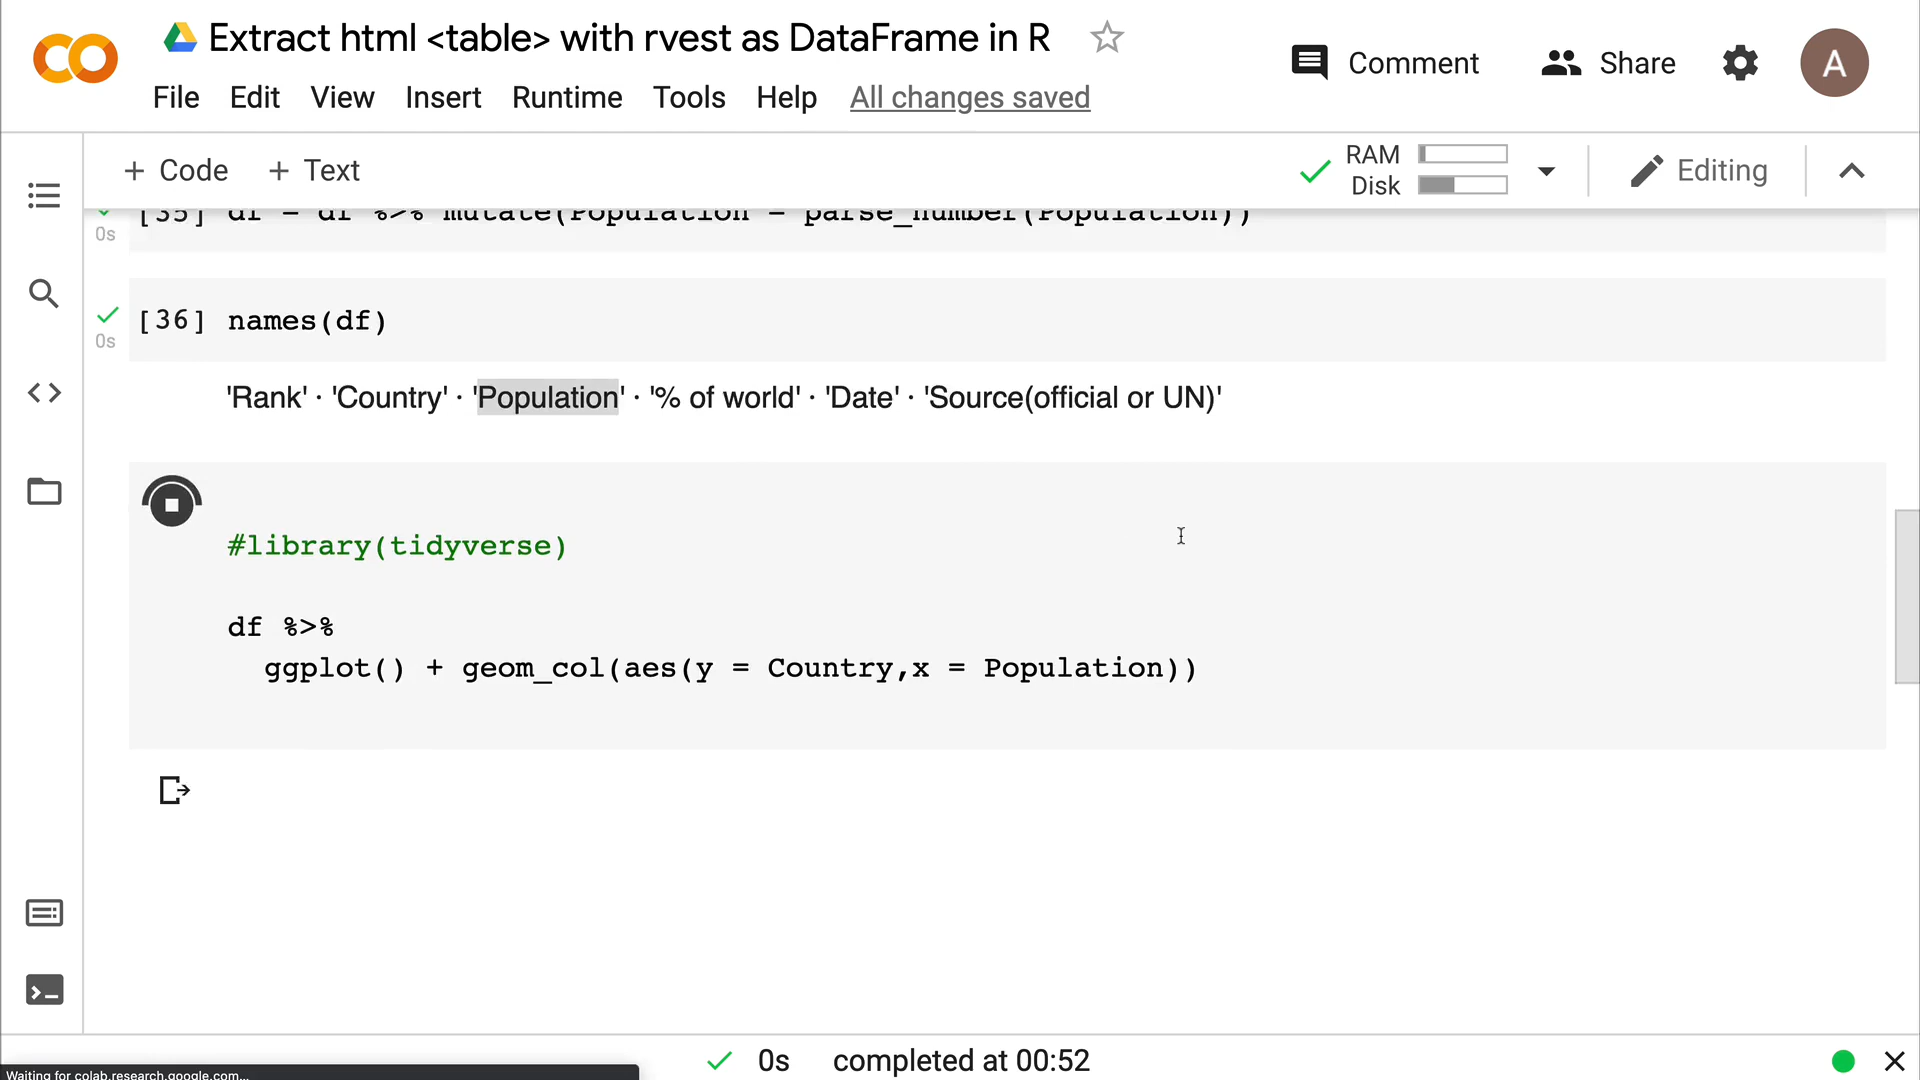 Extract html <table> with rvest as DataFrame in R
Comment
Share
A
File Edit View Insert Runtime Tools Help All changes saved
+ Code + Text
RAM
Disk
Editing
[35] df = df %>% mutate(Population = parse_number(Population))
0s
[36] names(df)
0s
'Rank' · 'Country' · 'Population' · '% of world' · 'Date' · 'Source(official or UN)'
#library(tidyverse)
df %>%
ggplot() + geom_col(aes(y = Country,x = Population))
0s completed at 00:52
Waiting for colab.research.google.com...